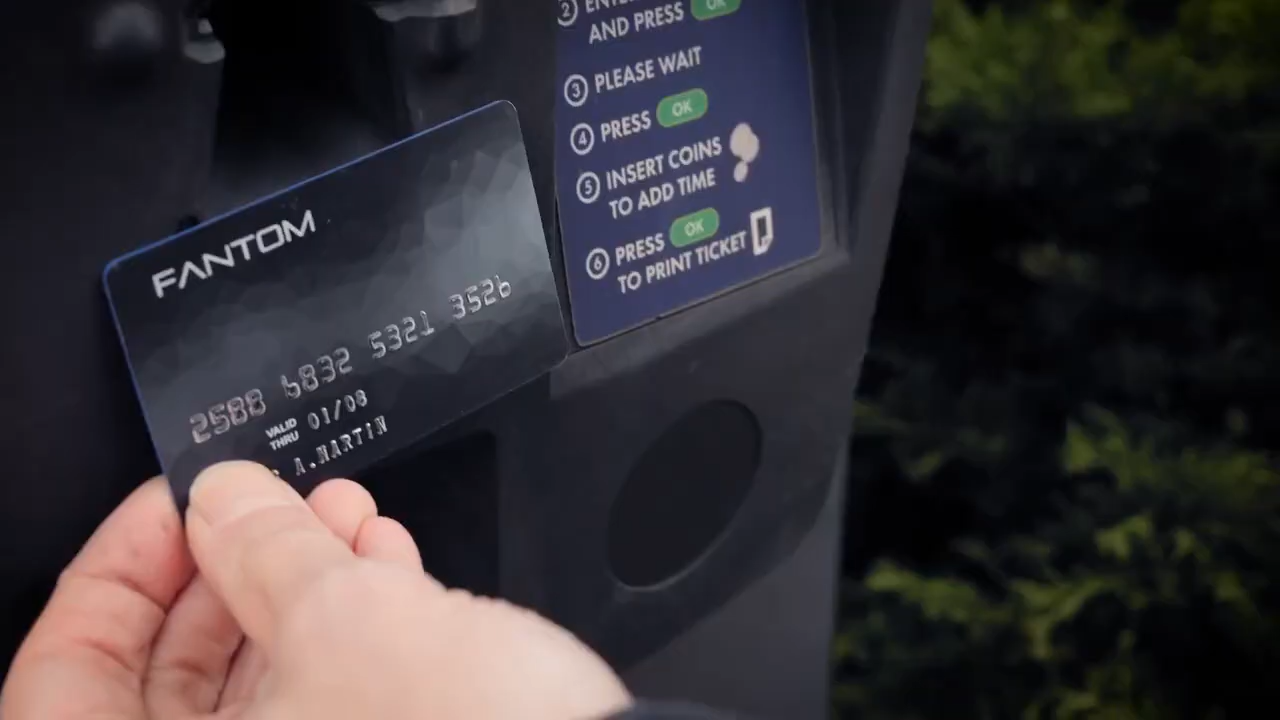 FANTOM
2588 6832 5321 3526
VALID
THRU 01/08
A.MARTIN
2
AND PRESS OK
3 PLEASE WAIT
4 PRESS OK
5 INSERT COINS
TO ADD TIME
6 PRESS OK
TO PRINT TICKET